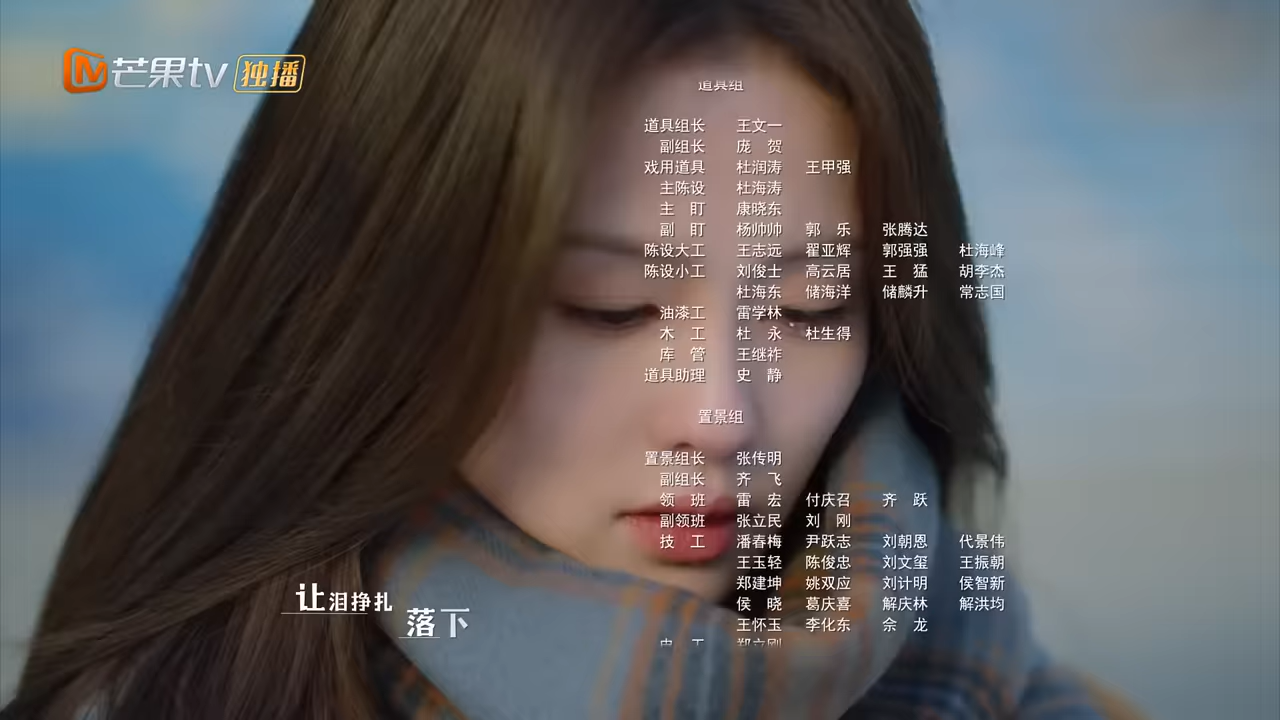 芒果tv 独播
道具组
道具组长 王文一
副组长 庞 贺
戏用道具 杜润涛 王甲强
主陈设 杜海涛
主 盯 康晓东
副 盯 杨帅帅 郭 乐 张腾达
陈设大工 王志远 翟亚辉 郭强强 杜海峰
陈设小工 刘俊士 高云居 王 猛 胡李杰
杜海东 储海洋 储麟升 常志国
油漆工 雷学林
木 工 杜 永 杜生得
库 管 王继祚
道具助理 史 静
置景组
置景组长 张传明
副组长 齐 飞
领 班 雷 宏 付庆召 齐 跃
副领班 张立民 刘 刚
技 工 潘春梅 尹跃志 刘朝恩 代景伟
王玉轻 陈俊忠 刘文玺 王振朝
郑建坤 姚双应 刘计明 侯智新
侯 晓 葛庆喜 解庆林 解洪均
王怀玉 李化东 佘 龙
让泪挣扎
落下